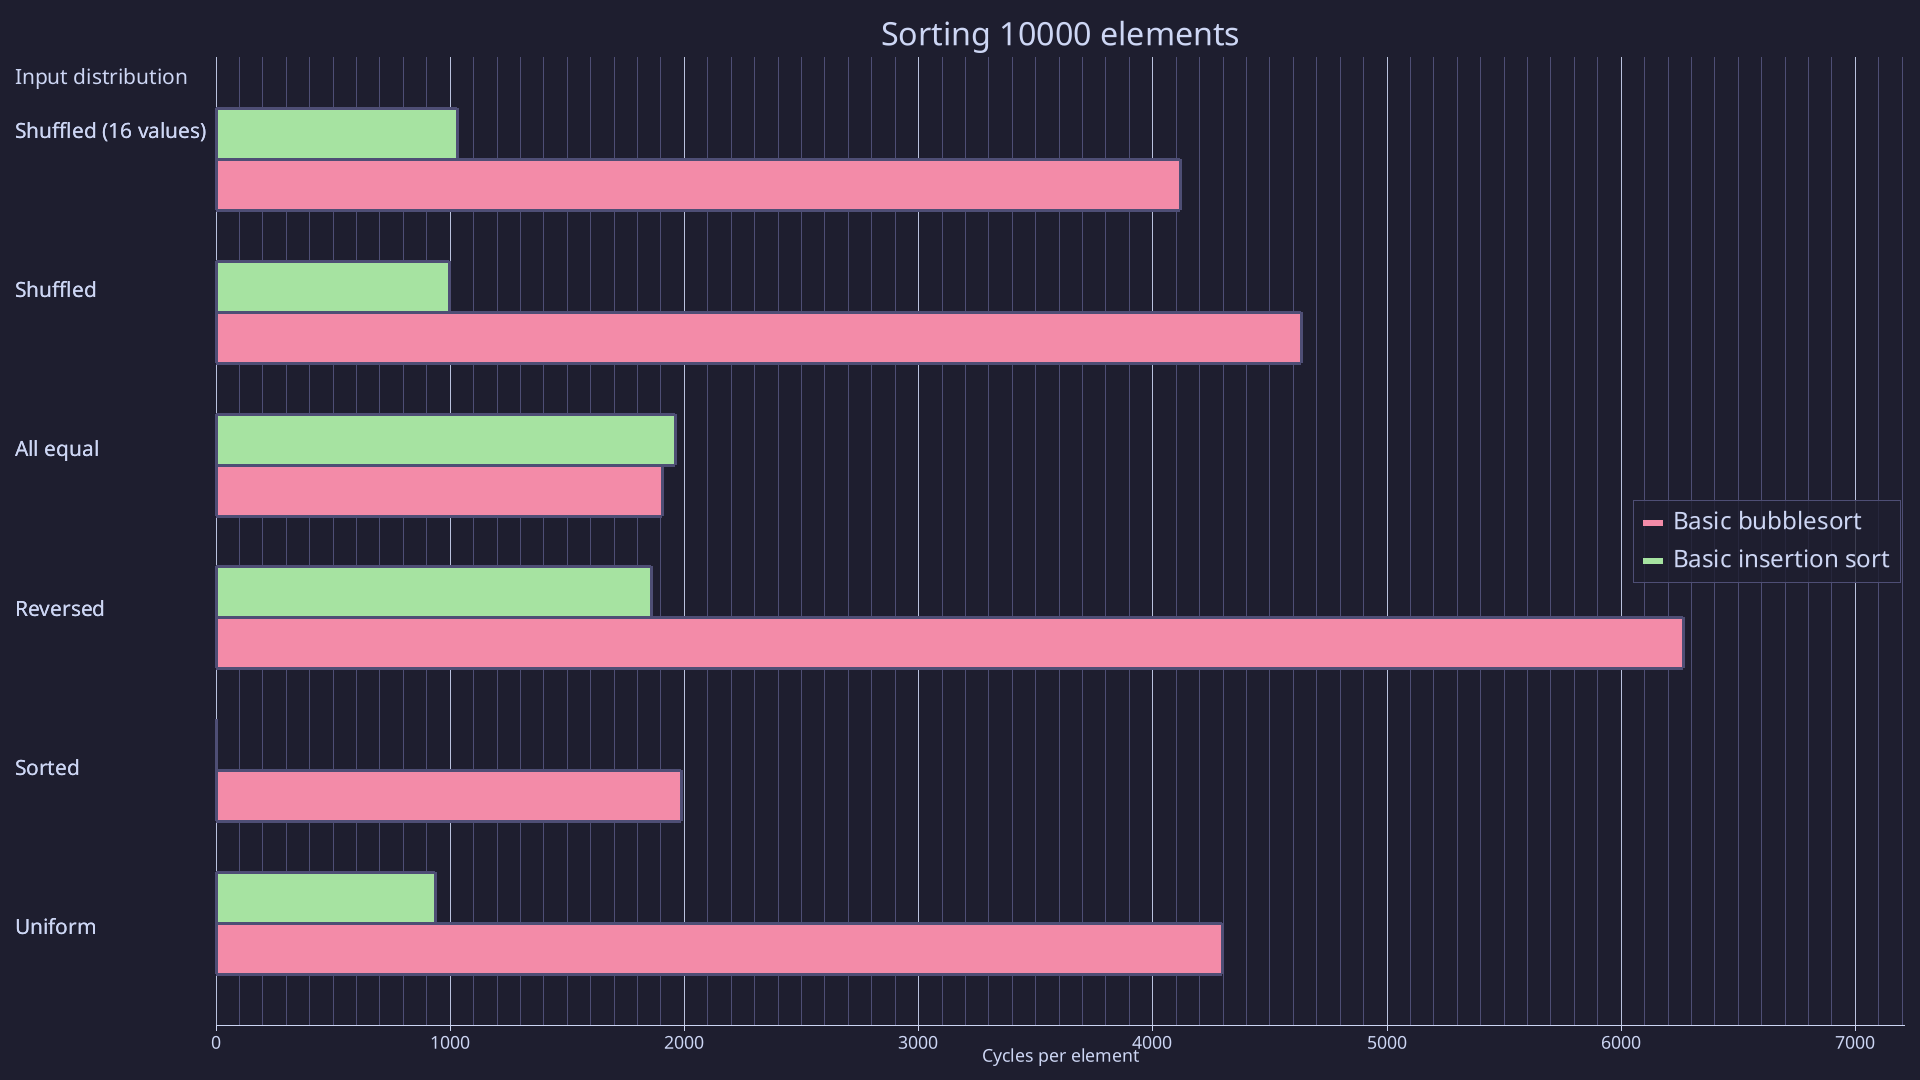 Sorting 10000 elements
Input distribution
Shuffled (16 values)
Shuffled
All equal
Reversed
Sorted
Uniform
Basic bubblesort
Basic insertion sort
0 1000 2000 3000 4000 5000 6000 7000
Cycles per element